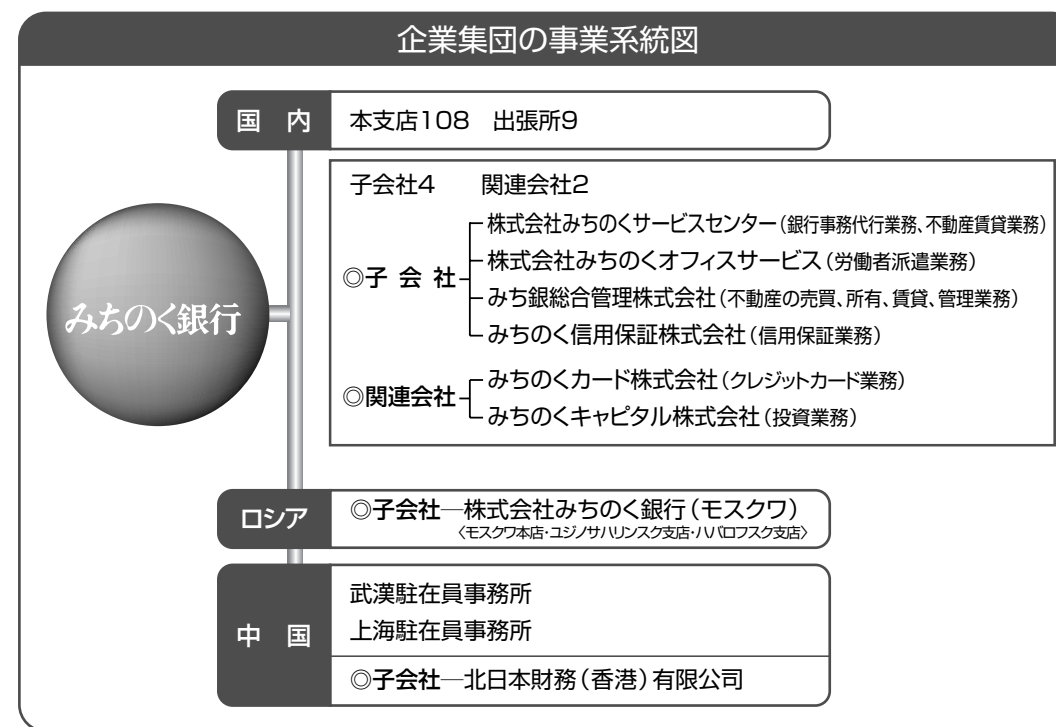 企業集団の事業系統図
国内
本支店108 出張所9
みちのく銀行
子会社4 関連会社2
◎子会社
株式会社みちのくサービスセンター(銀行事務代行業務、不動産賃貸業務)
株式会社みちのくオフィスサービス(労働者派遣業務)
みち銀総合管理株式会社(不動産の売買、所有、賃貸、管理業務)
みちのく信用保証株式会社(信用保証業務)
◎関連会社
みちのくカード株式会社(クレジットカード業務)
みちのくキャピタル株式会社(投資業務)
ロシア
◎子会社―株式会社みちのく銀行(モスクワ)
〈モスクワ本店・ユジノサハリンスク支店・ハバロフスク支店〉
中国
武漢駐在員事務所
上海駐在員事務所
◎子会社―北日本財務(香港)有限公司